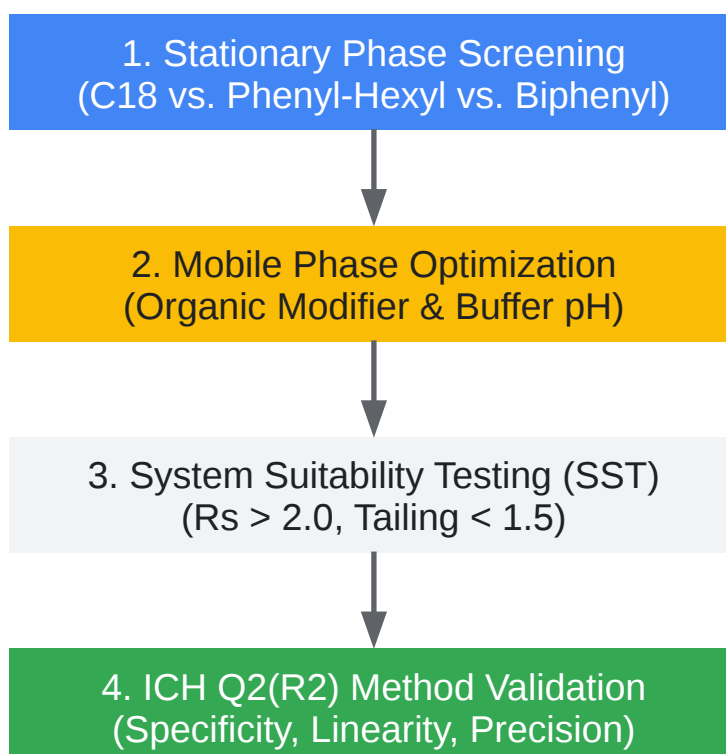 1. Stationary Phase Screening
(C18 vs. Phenyl-Hexyl vs. Biphenyl)
2. Mobile Phase Optimization
(Organic Modifier & Buffer pH)
3. System Suitability Testing (SST)
(Rs > 2.0, Tailing < 1.5)
4. ICH Q2(R2) Method Validation
(Specificity, Linearity, Precision)